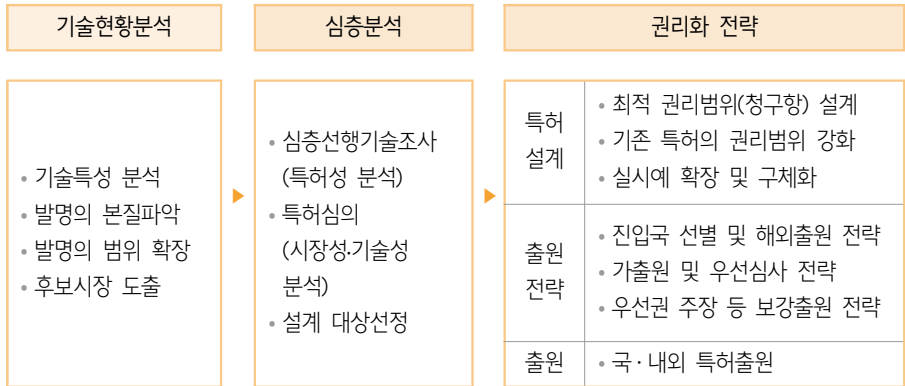 기술현황분석
심층분석
권리화 전략
• 기술특성 분석
• 발명의 본질파악
• 발명의 범위 확장
• 후보시장 도출
• 심층선행기술조사
(특허성 분석)
• 특허심의
(시장성·기술성
분석)
• 설계 대상선정
특허
설계
• 최적 권리범위(청구항) 설계
• 기존 특허의 권리범위 강화
• 실시예 확장 및 구체화
출원
전략
• 진입국 선별 및 해외출원 전략
• 가출원 및 우선심사 전략
• 우선권 주장 등 보강출원 전략
출원
• 국·내외 특허출원